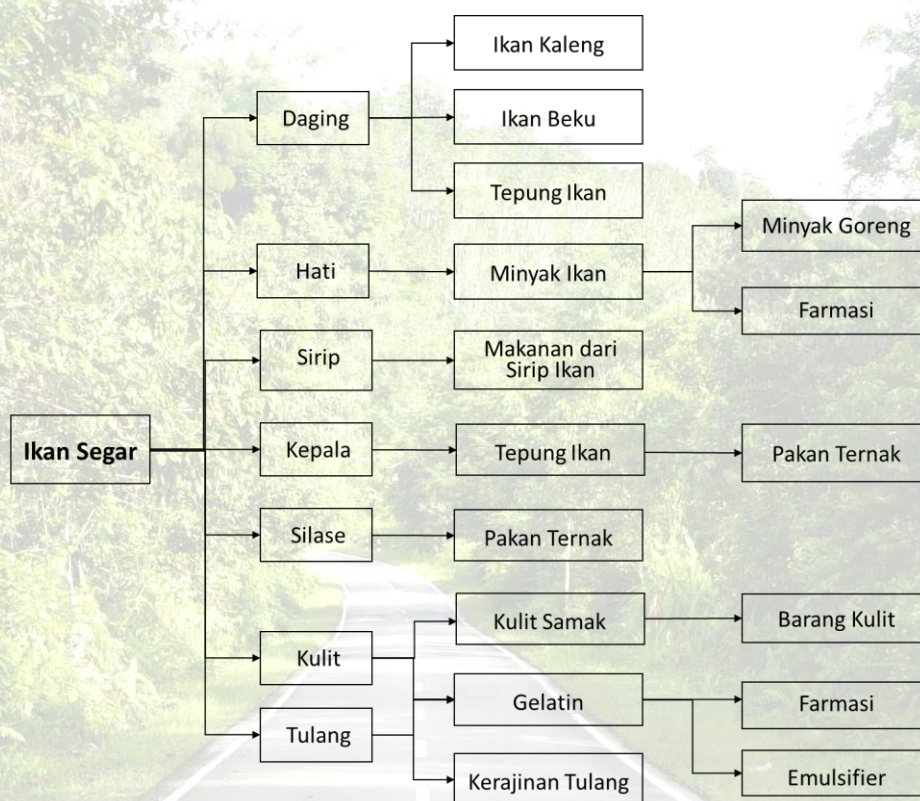 Ikan Kaleng
Daging
Ikan Beku
Tepung Ikan
Minyak Goreng
Hati
Minyak Ikan
Farmasi
Sirip
Makanan dari
Sirip Ikan
Ikan Segar
Kepala
Tepung Ikan
Pakan Ternak
Silase
Pakan Ternak
Kulit Samak
Barang Kulit
Kulit
Gelatin
Farmasi
Tulang
Kerajinan Tulang
Emulsifier